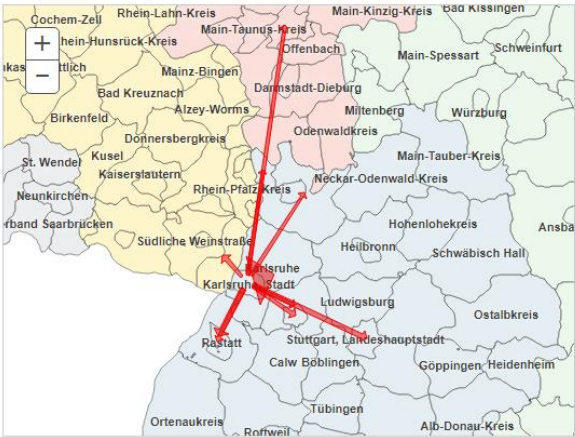 Cochem-Zell
Rhein-Lahn-Kreis
Main-Kinzig-Kreis
Bad Kissingen
+
Main-Taunus-Kreis
hein-Hunsrück-Kreis
Offenbach
Main-Spessart
Schweinfurt
−
Mainz-Bingen
Bad Kreuznach
Darmstadt-Dieburg
Alzey-Worms
Miltenberg
Würzburg
Birkenfeld
Donnersbergkreis
Odenwaldkreis
St. Wendel
Kusel
Main-Tauber-Kreis
Kaiserslautern
Rhein-Pfalz-Kreis
Neckar-Odenwald-Kreis
Neunkirchen
rband Saarbrücken
Hohenlohekreis
Ansba
Südliche Weinstraße
Heilbronn
Schwäbisch Hall
Karlsruhe
Karlsruhe, Stadt
Ludwigsburg
Ostalbkreis
Rastatt
Stuttgart, Landeshauptstadt
Calw Böblingen
Göppingen
Heidenheim
Tübingen
Ortenaukreis
Rottweil
Alb-Donau-Kreis